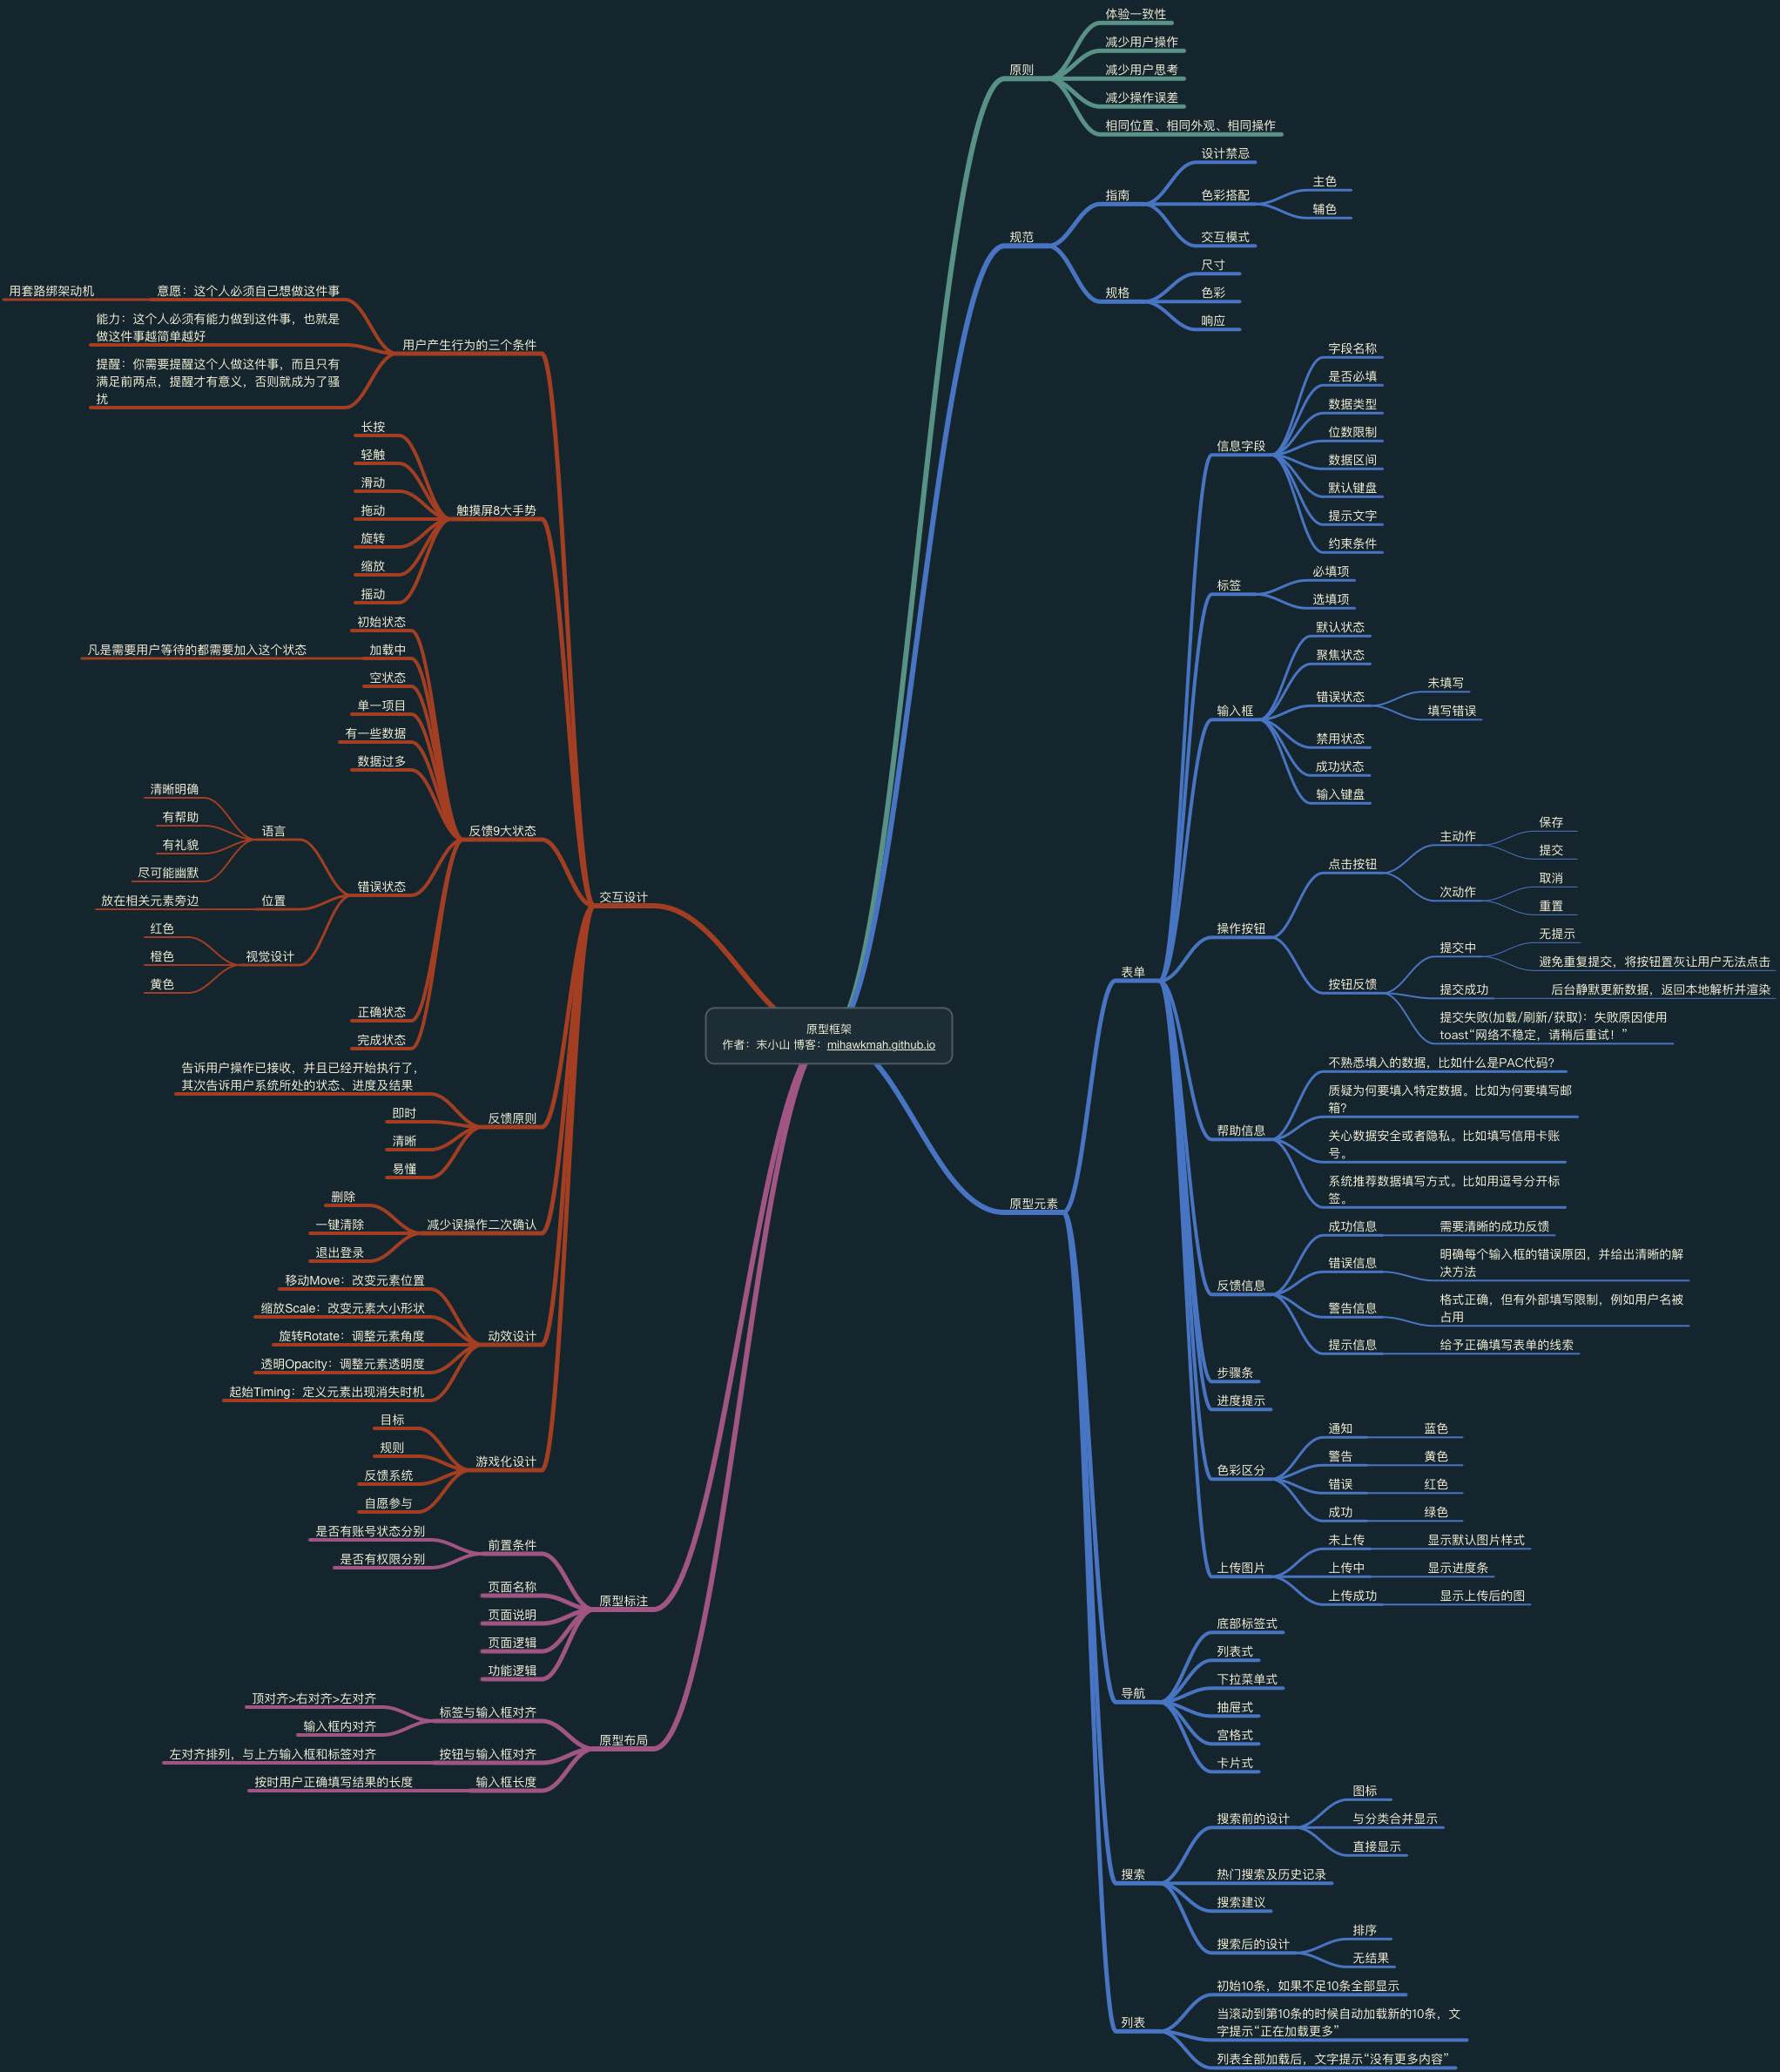 原型框架
作者：末小山 博客：mihawkmah.github.io
原则
体验一致性
减少用户操作
减少用户思考
减少操作误差
相同位置、相同外观、相同操作
规范
指南
设计禁忌
色彩搭配
主色
辅色
交互模式
规格
尺寸
色彩
响应
原型元素
表单
信息字段
字段名称
是否必填
数据类型
位数限制
数据区间
默认键盘
提示文字
约束条件
标签
必填项
选填项
输入框
默认状态
聚焦状态
错误状态
未填写
填写错误
禁用状态
成功状态
输入键盘
操作按钮
点击按钮
主动作
保存
提交
次动作
取消
重置
按钮反馈
提交中
无提示
避免重复提交，将按钮置灰让用户无法点击
提交成功
后台静默更新数据，返回本地解析并渲染
提交失败(加载/刷新/获取)：失败原因使用
toast“网络不稳定，请稍后重试！”
帮助信息
不熟悉填入的数据，比如什么是PAC代码？
质疑为何要填入特定数据。比如为何要填写邮
箱？
关心数据安全或者隐私。比如填写信用卡账
号。
系统推荐数据填写方式。比如用逗号分开标
签。
反馈信息
成功信息
需要清晰的成功反馈
错误信息
明确每个输入框的错误原因，并给出清晰的解
决方法
警告信息
格式正确，但有外部填写限制，例如用户名被
占用
提示信息
给予正确填写表单的线索
步骤条
进度提示
色彩区分
通知
蓝色
警告
黄色
错误
红色
成功
绿色
上传图片
未上传
显示默认图片样式
上传中
显示进度条
上传成功
显示上传后的图
导航
底部标签式
列表式
下拉菜单式
抽屉式
宫格式
卡片式
搜索
搜索前的设计
图标
与分类合并显示
直接显示
热门搜索及历史记录
搜索建议
搜索后的设计
排序
无结果
列表
初始10条，如果不足10条全部显示
当滚动到第10条的时候自动加载新的10条，文
字提示“正在加载更多”
列表全部加载后，文字提示“没有更多内容”
交互设计
用户产生行为的三个条件
意愿：这个人必须自己想做这件事
用套路绑架动机
能力：这个人必须有能力做到这件事，也就是
做这件事越简单越好
提醒：你需要提醒这个人做这件事，而且只有
满足前两点，提醒才有意义，否则就成为了骚
扰
触摸屏8大手势
长按
轻触
滑动
拖动
旋转
缩放
摇动
反馈9大状态
初始状态
加载中
凡是需要用户等待的都需要加入这个状态
空状态
单一项目
有一些数据
数据过多
错误状态
语言
清晰明确
有帮助
有礼貌
尽可能幽默
位置
放在相关元素旁边
视觉设计
红色
橙色
黄色
正确状态
完成状态
反馈原则
告诉用户操作已接收，并且已经开始执行了，
其次告诉用户系统所处的状态、进度及结果
即时
清晰
易懂
减少误操作二次确认
删除
一键清除
退出登录
动效设计
移动Move：改变元素位置
缩放Scale：改变元素大小形状
旋转Rotate：调整元素角度
透明Opacity：调整元素透明度
起始Timing：定义元素出现消失时机
游戏化设计
目标
规则
反馈系统
自愿参与
原型标注
前置条件
是否有账号状态分别
是否有权限分别
页面名称
页面说明
页面逻辑
功能逻辑
原型布局
标签与输入框对齐
顶对齐>右对齐>左对齐
输入框内对齐
按钮与输入框对齐
左对齐排列，与上方输入框和标签对齐
输入框长度
按时用户正确填写结果的长度